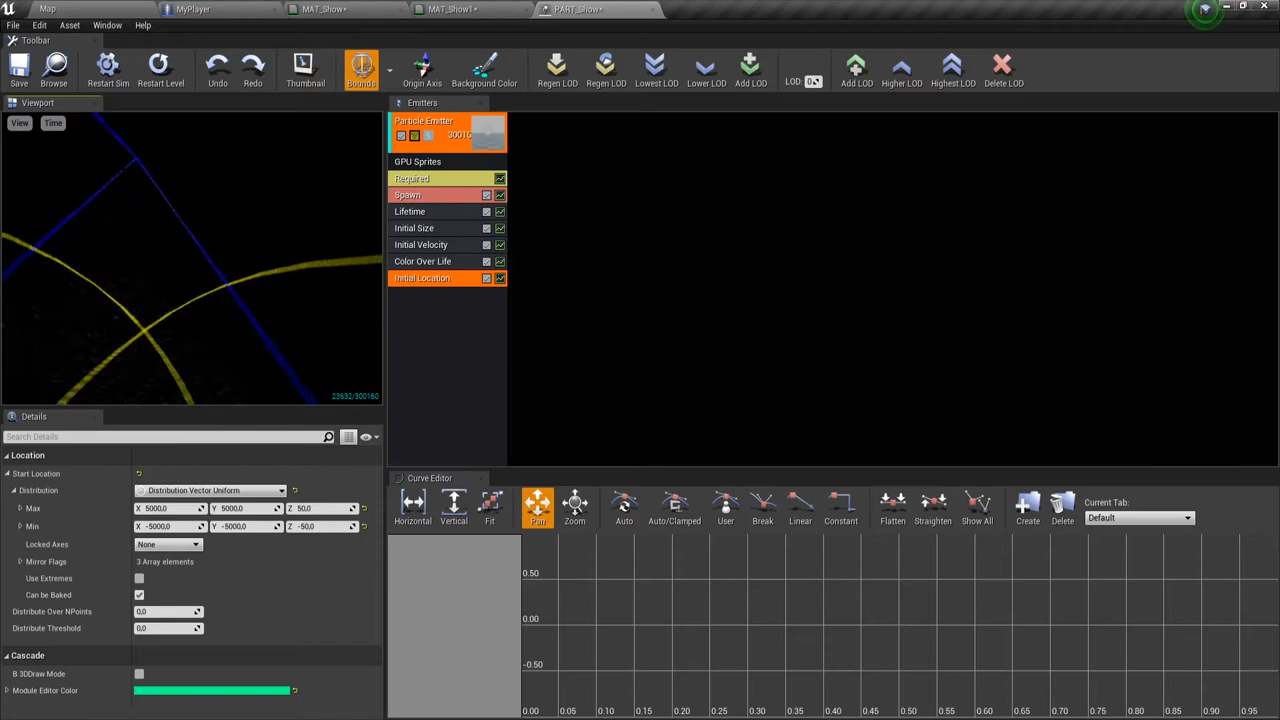 Map MyPlayer MAT_Show* MAT_Show1* PART_Show*
File Edit Asset Window Help
Toolbar
Save Browse Restart Sim Restart Level Undo Redo Thumbnail Bounds Origin Axis Background Color Regen LOD Regen LOD Lowest LOD Lower LOD Add LOD LOD: 0 Add LOD Higher LOD Highest LOD Delete LOD
Viewport
View Time
23632/300160
Emitters
Particle Emitter
30016
GPU Sprites
Required
Spawn
Lifetime
Initial Size
Initial Velocity
Color Over Life
Initial Location
Details
Search Details
Location
Start Location
Distribution Distribution Vector Uniform
Max X 5000,0 Y 5000,0 Z 50,0
Min X -5000,0 Y -5000,0 Z -50,0
Locked Axes None
Mirror Flags 3 Array elements
Use Extremes
Can be Baked
Distribute Over NPoints 0,0
Distribute Threshold 0,0
Cascade
B 3DDraw Mode
Module Editor Color
Curve Editor
Horizontal Vertical Fit Pan Zoom Auto Auto/Clamped User Break Linear Constant Flatten Straighten Show All Create Delete
Current Tab:
Default
0.50
0.00
-0.50
0.00 0.05 0.10 0.15 0.20 0.25 0.30 0.35 0.40 0.45 0.50 0.55 0.60 0.65 0.70 0.75 0.80 0.85 0.90 0.95